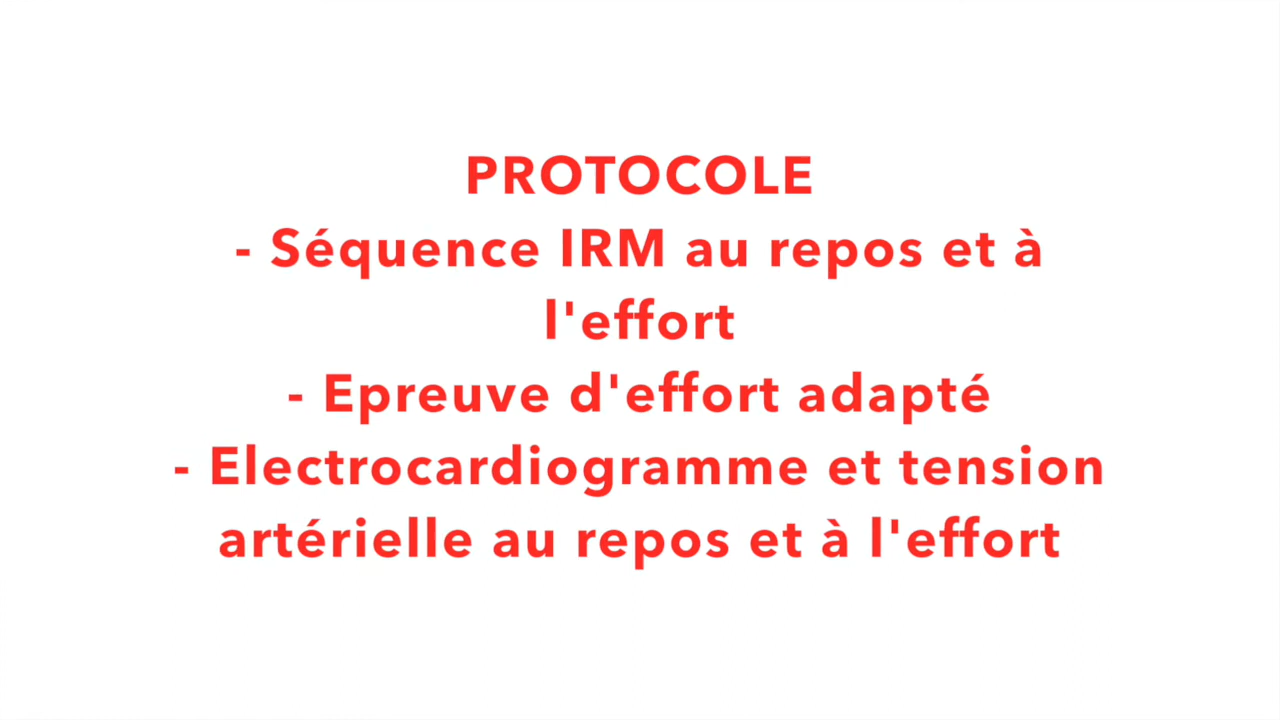 PROTOCOLE
- Séquence IRM au repos et à
l'effort
- Epreuve d'effort adapté
- Electrocardiogramme et tension
artérielle au repos et à l'effort